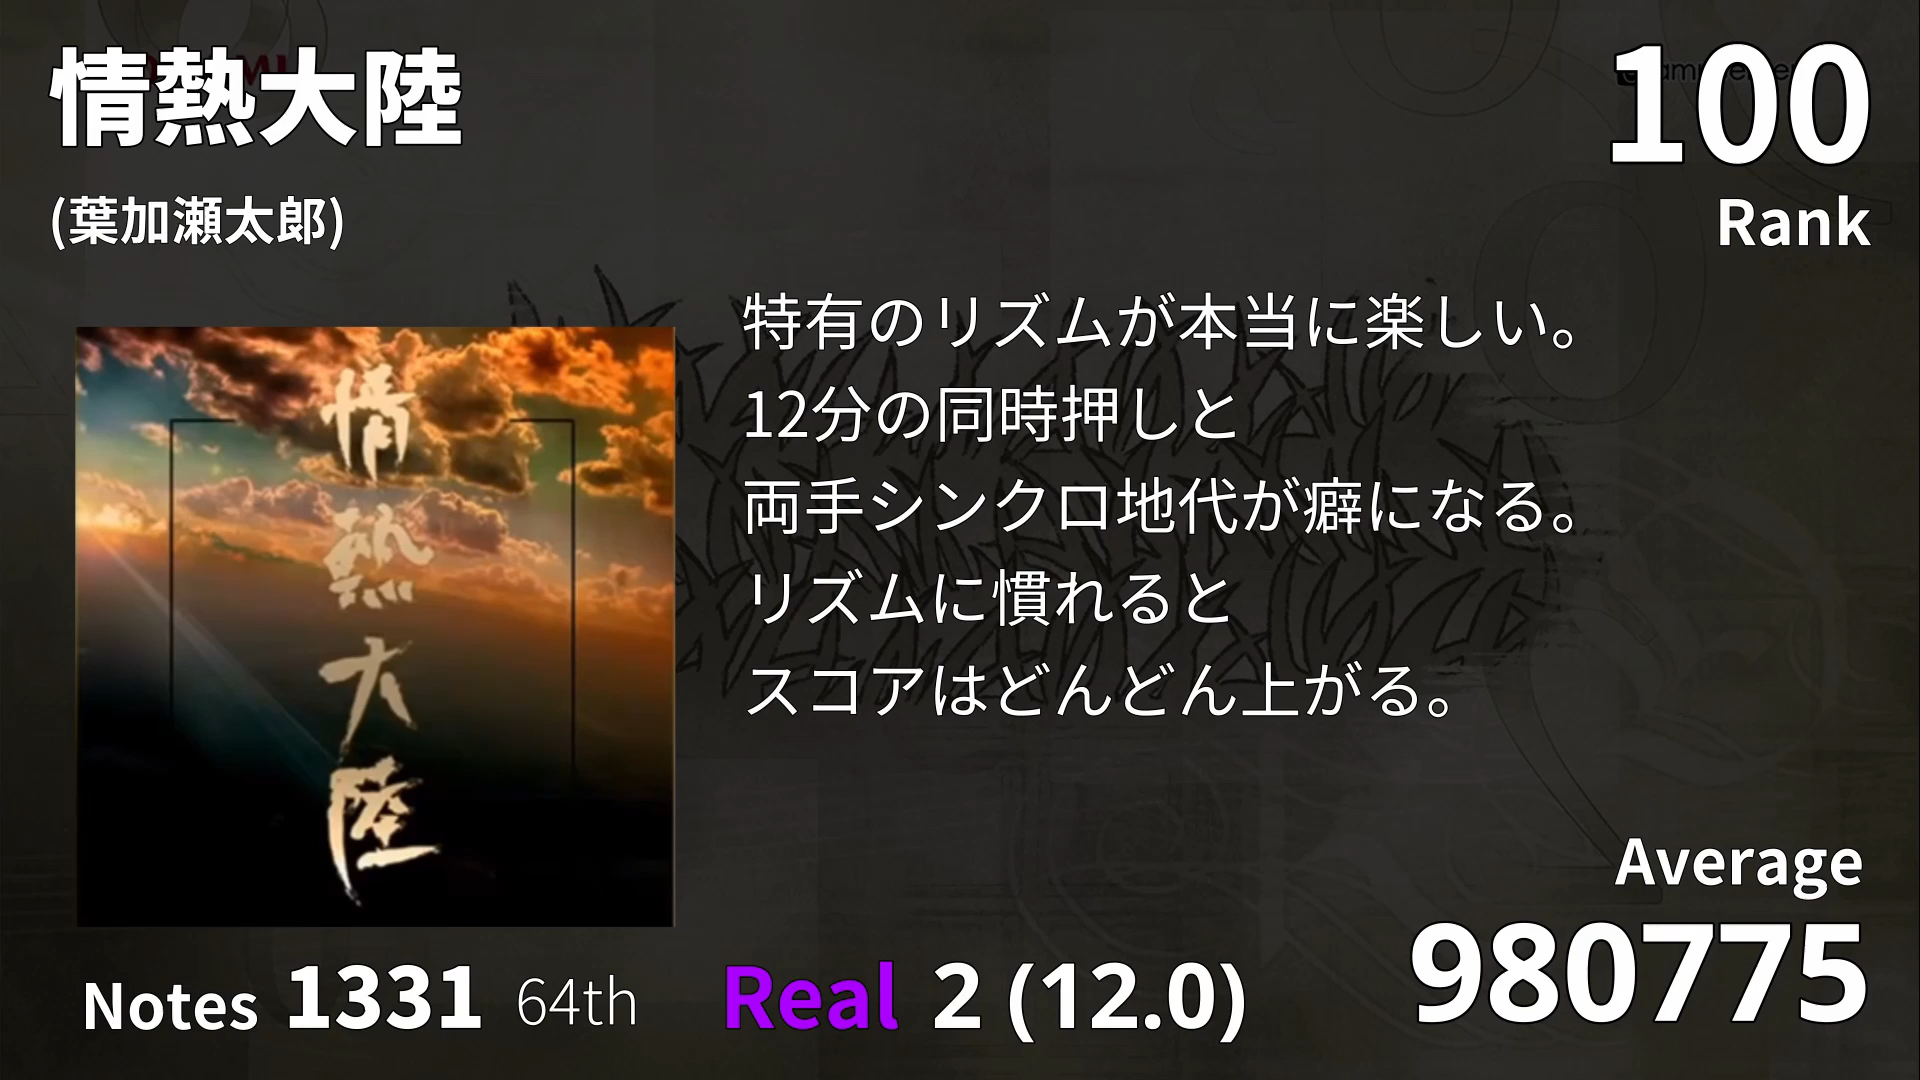 情熱大陸
(葉加瀬太郎)
100
Rank
特有のリズムが本当に楽しい。
12分の同時押しと
両手シンクロ地代が癖になる。
リズムに慣れると
スコアはどんどん上がる。
情
熱
大
陸
Average
980775
Notes 1331 64th
Real 2 (12.0)